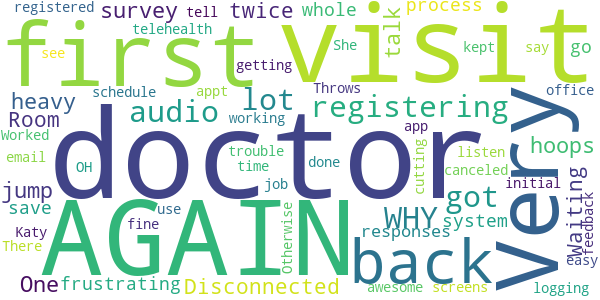 registered
survey
tell
twice
whole
process
first
visit
telehealth
She
talk
kept
say
go
see
getting
heavy
schedule
appt
lot
Throws
office
audio
registering
Room
working
app
hoops
Worked
doctor
very
email
OH
trouble
time
done
cutting
listen
canceled
jump
job
initial
Waiting
feedback
save
AGAIN
use
Otherwise
WHY
got
system
Katy
fine
responses
There
back
easy
One
frustrating
Disconnected
awesome
screens
logging